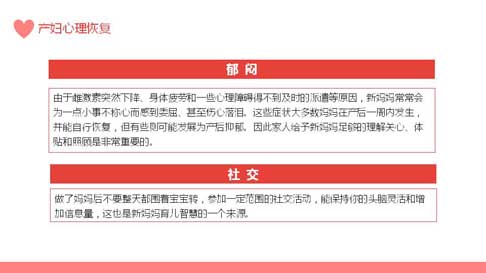 产妇心理恢复
郁 闷
由于雌激素突然下降、身体疲劳和一些心理障碍得不到及时的派遣等原因，新妈妈常常会
为一点小事不称心而感到委屈、甚至伤心落泪。这些症状大多数妈妈在产后一周内发生，
并能自行恢复，但有些则可能发展为产后抑郁。因此家人给予新妈妈足够的理解关心、体
贴和照顾是非常重要的。
社 交
做了妈妈后不要整天都围着宝宝转，参加一定范围的社交活动，能保持你的头脑灵活和增
加信息量，这也是新妈妈育儿智慧的一个来源。